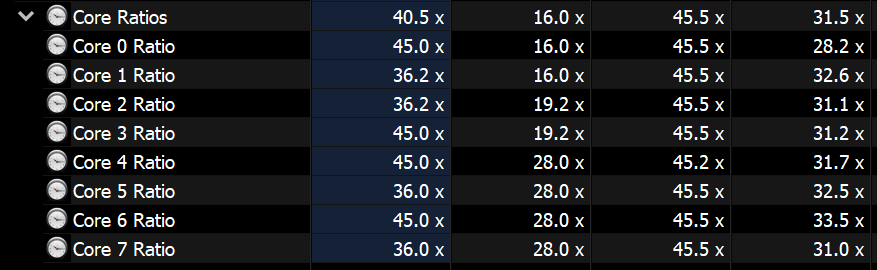 Core Ratios 40.5 x 16.0 x 45.5 x 31.5 x
Core 0 Ratio 45.0 x 16.0 x 45.5 x 28.2 x
Core 1 Ratio 36.2 x 16.0 x 45.5 x 32.6 x
Core 2 Ratio 36.2 x 19.2 x 45.5 x 31.1 x
Core 3 Ratio 45.0 x 19.2 x 45.5 x 31.2 x
Core 4 Ratio 45.0 x 28.0 x 45.2 x 31.7 x
Core 5 Ratio 36.0 x 28.0 x 45.5 x 32.5 x
Core 6 Ratio 45.0 x 28.0 x 45.5 x 33.5 x
Core 7 Ratio 36.0 x 28.0 x 45.5 x 31.0 x